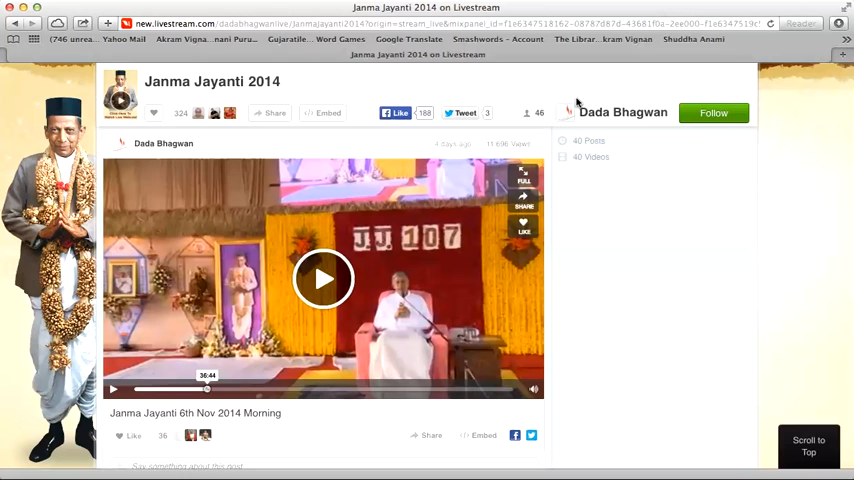 Janma Jayanti 2014 on Livestream
new.livestream.com/dadabhagwanlive/Janmajayanti2014?origin=stream_live&mixpanel_id=f1e6347518162-08787d87d-43681f0a-2ee000-f1e6347519
Reader
(746 unrea... Yahoo Mail Akram Vigna...nani Puru... Gujaratile... Word Games Google Translate Smashwords - Account The Librar...kram Vignan Shuddha Anami
Janma Jayanti 2014 on Livestream
Janma Jayanti 2014
324 Share Embed Like 188 Tweet 3 46
Dada Bhagwan Follow
40 Posts
40 Videos
Dada Bhagwan 4 days ago 11 696 Views
FULL
SHARE
LIKE
J.J. 107
36:44
Janma Jayanti 6th Nov 2014 Morning
Like 36 Share Embed
Say something about this post
Scroll to
Top